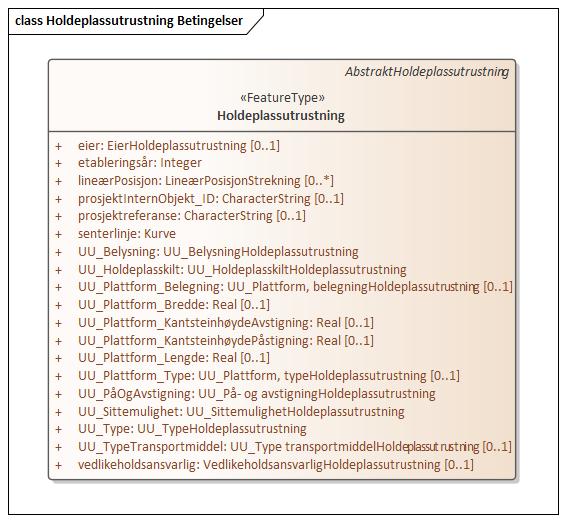 class Holdeplassutrustning Betingelser
AbstraktHoldeplassutrustning
«FeatureType»
Holdeplassutrustning
+ eier: EierHoldeplassutrustning [0..1]
+ etableringsår: Integer
+ lineærPosisjon: LineærPosisjonStrekning [0..*]
+ prosjektInternObjekt_ID: CharacterString [0..1]
+ prosjektreferanse: CharacterString [0..1]
+ senterlinje: Kurve
+ UU_Belysning: UU_BelysningHoldeplassutrustning
+ UU_Holdeplasskilt: UU_HoldeplasskiltHoldeplassutrustning
+ UU_Plattform_Belegning: UU_Plattform, belegningHoldeplassutrustning [0..1]
+ UU_Plattform_Bredde: Real [0..1]
+ UU_Plattform_KantsteinhøydeAvstigning: Real [0..1]
+ UU_Plattform_KantsteinhøydePåstigning: Real [0..1]
+ UU_Plattform_Lengde: Real [0..1]
+ UU_Plattform_Type: UU_Plattform, typeHoldeplassutrustning [0..1]
+ UU_PåOgAvstigning: UU_På- og avstigningHoldeplassutrustning
+ UU_Sittemulighet: UU_SittemulighetHoldeplassutrustning
+ UU_Type: UU_TypeHoldeplassutrustning
+ UU_TypeTransportmiddel: UU_Type transportmiddelHoldeplassutrustning [0..1]
+ vedlikeholdsansvarlig: VedlikeholdsansvarligHoldeplassutrustning [0..1]